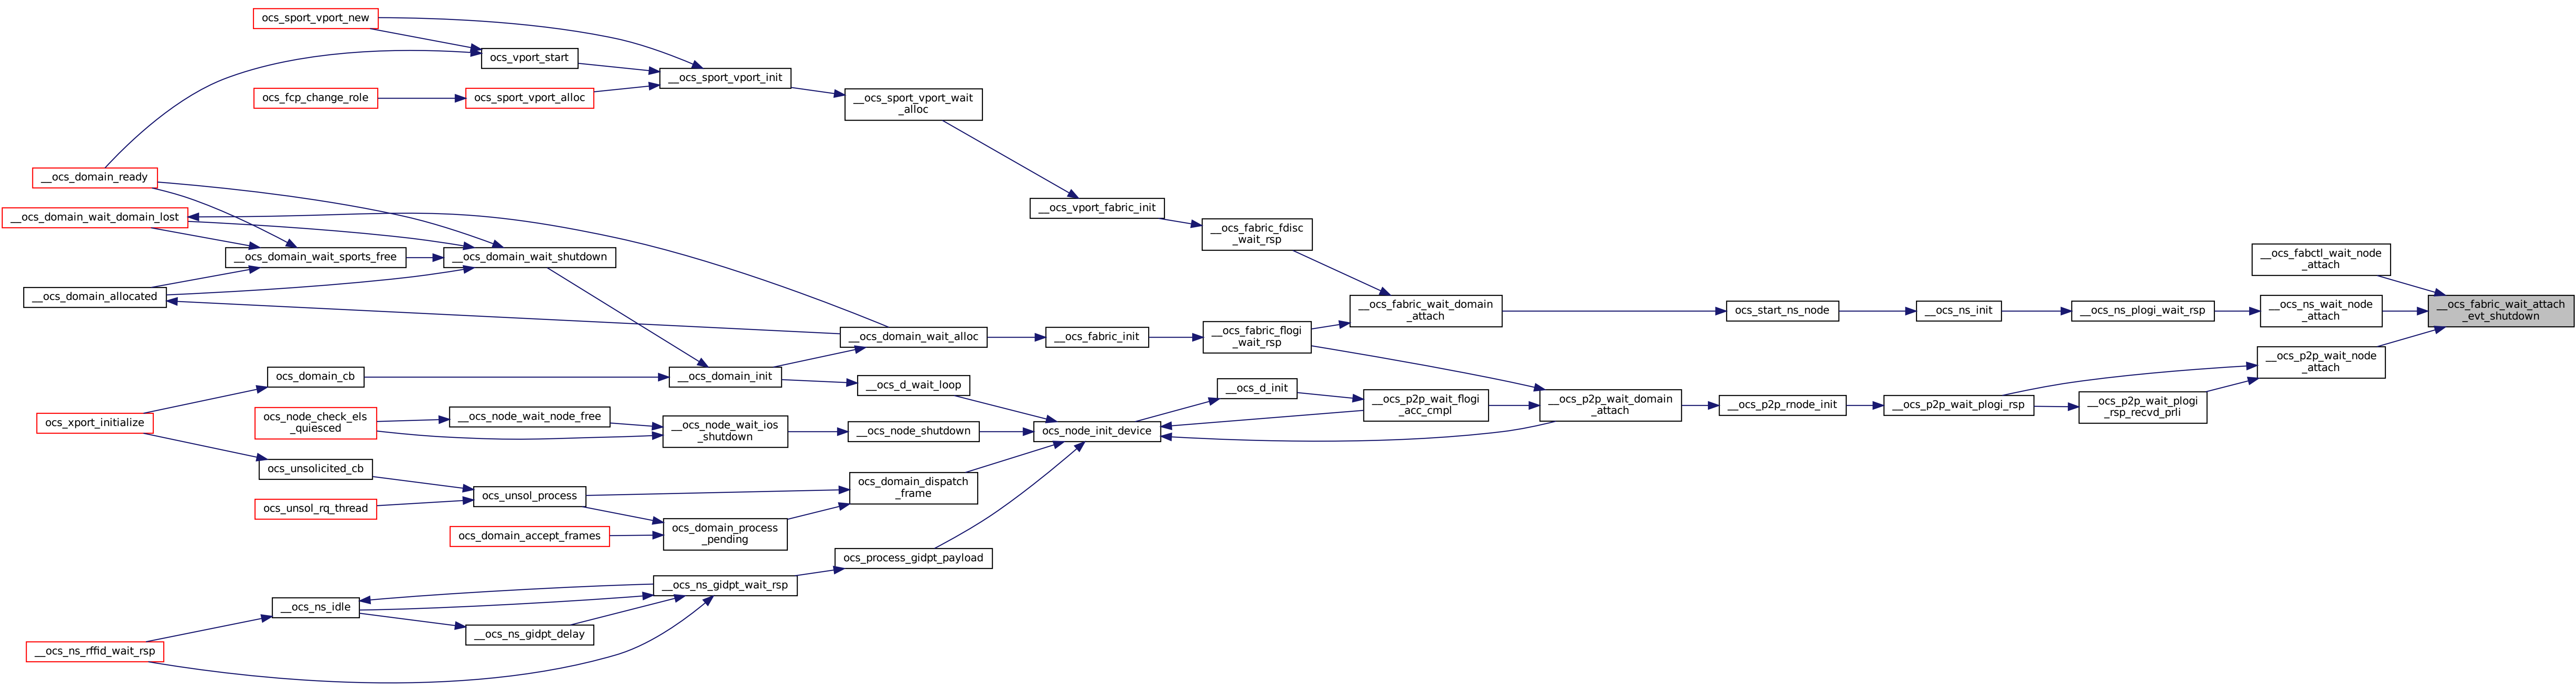 ocs_sport_vport_new
ocs_vport_start
__ocs_sport_vport_init
ocs_fcp_change_role
ocs_sport_vport_alloc
__ocs_sport_vport_wait
_alloc
__ocs_domain_ready
__ocs_vport_fabric_init
__ocs_domain_wait_domain_lost
__ocs_fabric_fdisc
_wait_rsp
__ocs_domain_wait_sports_free
__ocs_domain_wait_shutdown
__ocs_fabctl_wait_node
_attach
__ocs_domain_allocated
__ocs_fabric_wait_domain
_attach
ocs_start_ns_node
__ocs_ns_init
__ocs_ns_plogi_wait_rsp
__ocs_ns_wait_node
_attach
__ocs_fabric_wait_attach
_evt_shutdown
__ocs_domain_wait_alloc
__ocs_fabric_init
__ocs_fabric_flogi
_wait_rsp
__ocs_p2p_wait_node
_attach
ocs_domain_cb
__ocs_domain_init
__ocs_d_wait_loop
__ocs_d_init
__ocs_p2p_wait_flogi
_acc_cmpl
__ocs_p2p_wait_domain
_attach
__ocs_p2p_rnode_init
__ocs_p2p_wait_plogi_rsp
__ocs_p2p_wait_plogi
_rsp_recvd_prli
ocs_xport_initialize
ocs_node_check_els
_quiesced
__ocs_node_wait_node_free
__ocs_node_wait_ios
_shutdown
__ocs_node_shutdown
ocs_node_init_device
ocs_unsolicited_cb
ocs_unsol_process
ocs_domain_dispatch
_frame
ocs_unsol_rq_thread
ocs_domain_accept_frames
ocs_domain_process
_pending
ocs_process_gidpt_payload
__ocs_ns_gidpt_wait_rsp
__ocs_ns_idle
__ocs_ns_gidpt_delay
__ocs_ns_rffid_wait_rsp